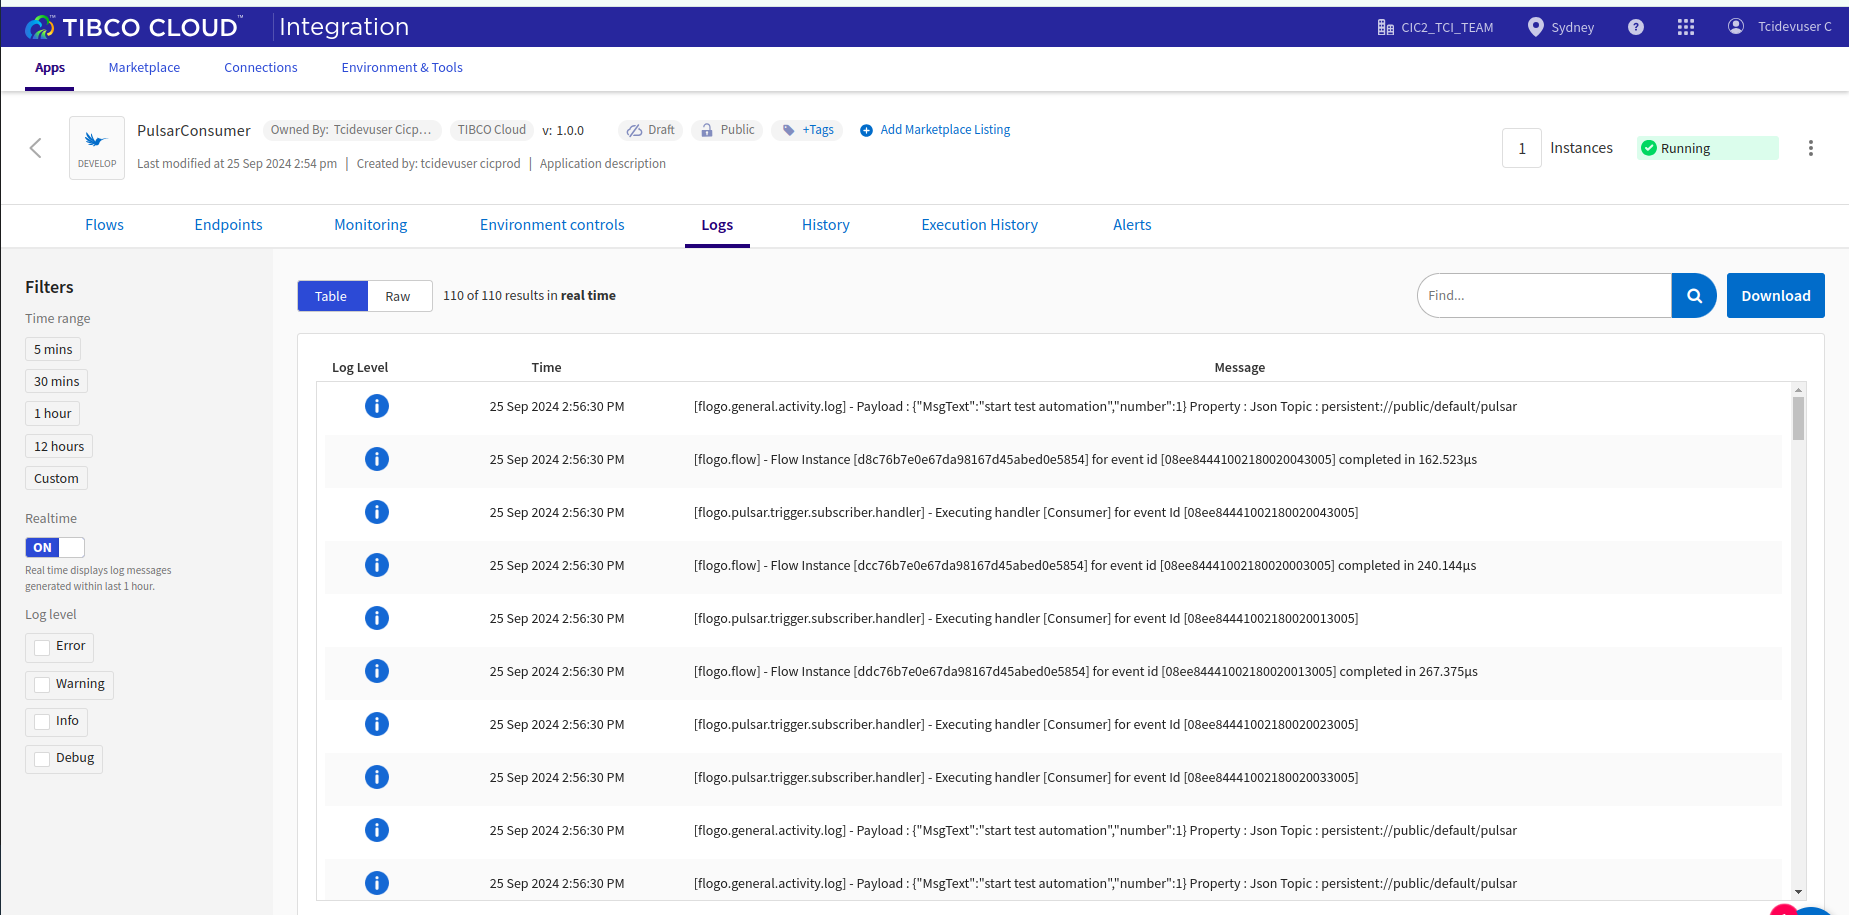 TIBCO CLOUD™ Integration CIC2_TCI_TEAM Sydney ? Tcidevuser C
Apps Marketplace Connections Environment & Tools
PulsarConsumer Owned By: Tcidevuser Cicp... TIBCO Cloud v: 1.0.0 Draft Public +Tags Add Marketplace Listing
DEVELOP
Last modified at 25 Sep 2024 2:54 pm | Created by: tcidevuser cicprod | Application description
1 Instances Running
Flows Endpoints Monitoring Environment controls Logs History Execution History Alerts
Filters
Time range
5 mins
30 mins
1 hour
12 hours
Custom
Realtime
ON
Real time displays log messages
generated within last 1 hour.
Log level
Error
Warning
Info
Debug
Table Raw 110 of 110 results in real time Find... Download
Log Level Time Message
25 Sep 2024 2:56:30 PM [flogo.general.activity.log] - Payload : {"MsgText":"start test automation","number":1} Property : Json Topic : persistent://public/default/pulsar
25 Sep 2024 2:56:30 PM [flogo.flow] - Flow Instance [d8c76b7e0e67da98167d45abed0e5854] for event id [08ee84441002180020043005] completed in 162.523µs
25 Sep 2024 2:56:30 PM [flogo.pulsar.trigger.subscriber.handler] - Executing handler [Consumer] for event Id [08ee84441002180020043005]
25 Sep 2024 2:56:30 PM [flogo.flow] - Flow Instance [dcc76b7e0e67da98167d45abed0e5854] for event id [08ee84441002180020003005] completed in 240.144µs
25 Sep 2024 2:56:30 PM [flogo.pulsar.trigger.subscriber.handler] - Executing handler [Consumer] for event Id [08ee84441002180020013005]
25 Sep 2024 2:56:30 PM [flogo.flow] - Flow Instance [ddc76b7e0e67da98167d45abed0e5854] for event id [08ee84441002180020013005] completed in 267.375µs
25 Sep 2024 2:56:30 PM [flogo.pulsar.trigger.subscriber.handler] - Executing handler [Consumer] for event Id [08ee84441002180020023005]
25 Sep 2024 2:56:30 PM [flogo.pulsar.trigger.subscriber.handler] - Executing handler [Consumer] for event Id [08ee84441002180020033005]
25 Sep 2024 2:56:30 PM [flogo.general.activity.log] - Payload : {"MsgText":"start test automation","number":1} Property : Json Topic : persistent://public/default/pulsar
25 Sep 2024 2:56:30 PM [flogo.general.activity.log] - Payload : {"MsgText":"start test automation","number":1} Property : Json Topic : persistent://public/default/pulsar